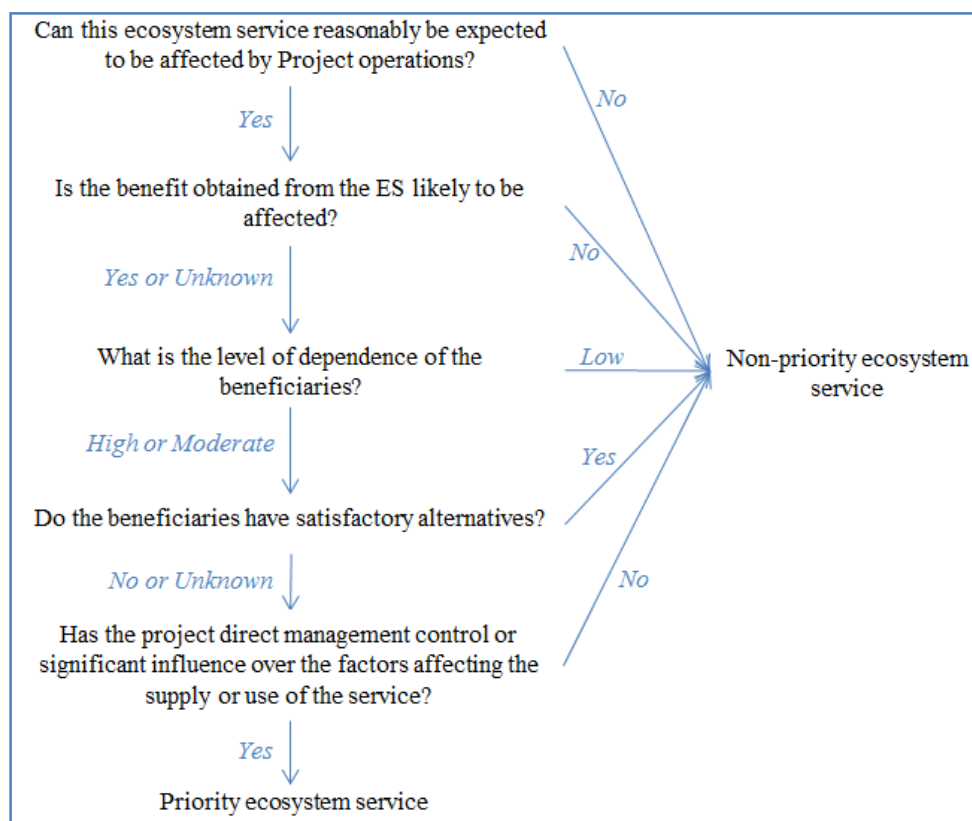 Can this ecosystem service reasonably be expected
to be affected by Project operations?
No
Yes
Is the benefit obtained from the ES likely to be
affected?
No
Yes or Unknown
What is the level of dependence of the
beneficiaries?
Low
Non-priority ecosystem
service
High or Moderate
Yes
Do the beneficiaries have satisfactory alternatives?
No or Unknown
No
Has the project direct management control or
significant influence over the factors affecting the
supply or use of the service?
Yes
Priority ecosystem service